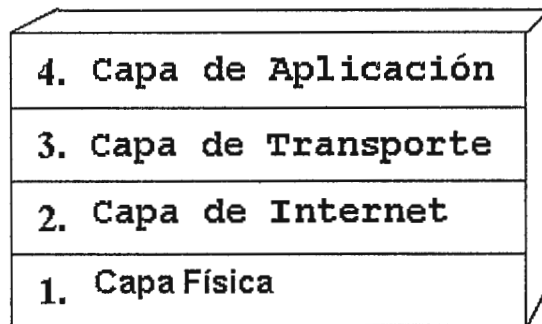 4. Capa de Aplicación
3. Capa de Transporte
2. Capa de Internet
1. Capa Física